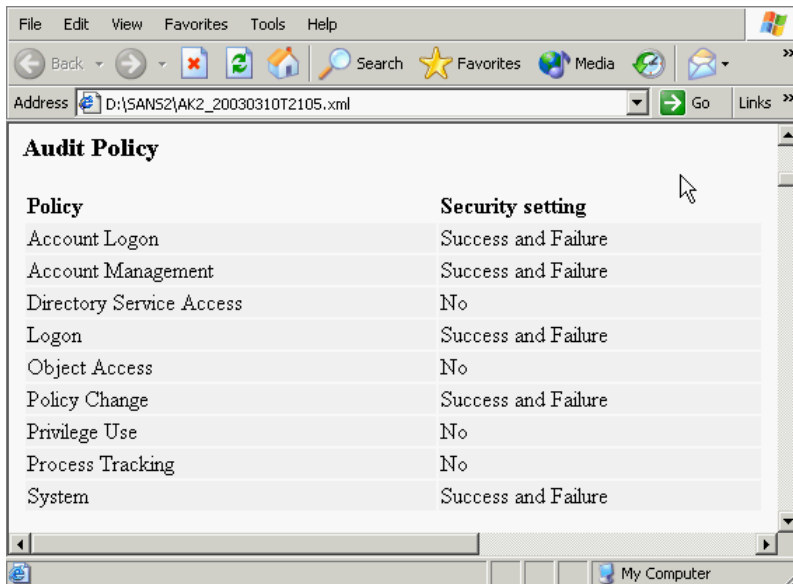 File Edit View Favorites Tools Help
Back Search Favorites Media
Address D:\SANS2\AK2_20030310T2105.xml Go Links »
Audit Policy
Policy Security setting
Account Logon Success and Failure
Account Management Success and Failure
Directory Service Access No
Logon Success and Failure
Object Access No
Policy Change Success and Failure
Privilege Use No
Process Tracking No
System Success and Failure
My Computer